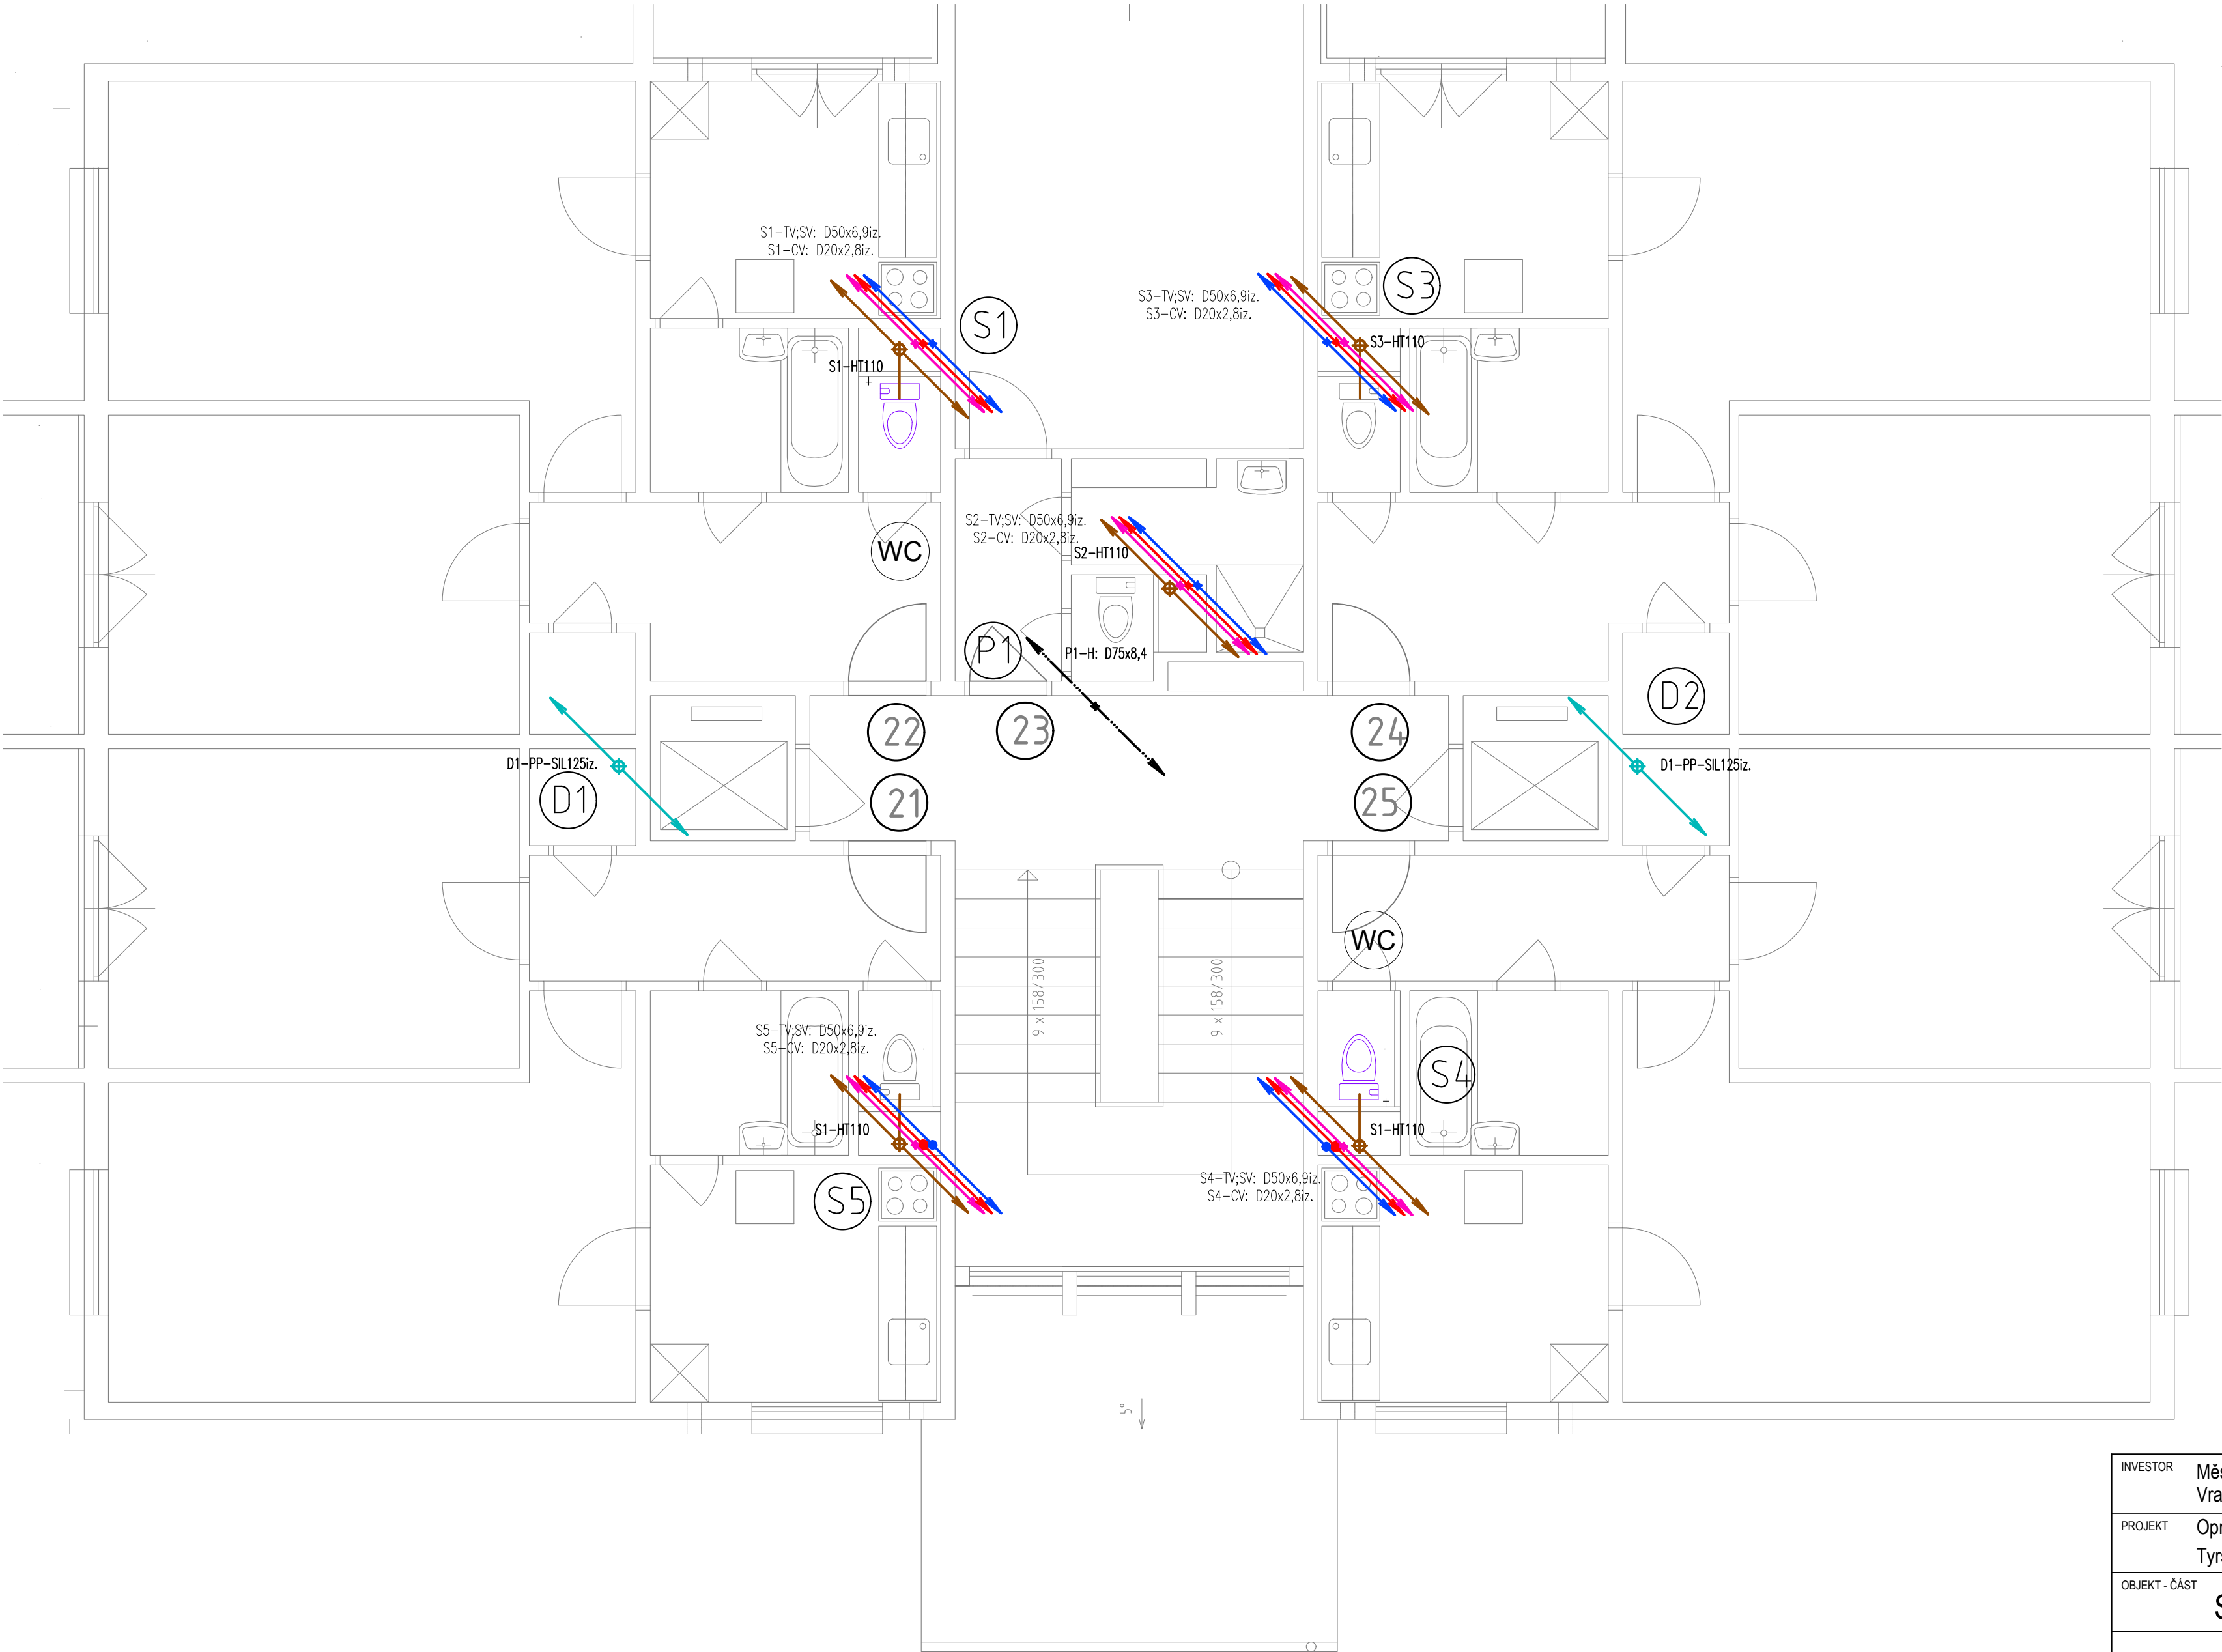 S1-TV;SV: D50x6,9iz.
S1-CV: D20x2,8iz.
S1
S1-HT110
S3-TV;SV: D50x6,9iz.
S3-CV: D20x2,8iz.
S3
S3-HT110
WC
S2-TV;SV: D50x6,9iz.
S2-CV: D20x2,8iz.
S2-HT110
P1
P1-H: D75x8,4
D2
22
23
24
D1-PP-SIL125iz.
D1
D1-PP-SIL125iz.
21
25
WC
9 x 158/300
9 x 158/300
S5-TV;SV: D50x6,9iz.
S5-CV: D20x2,8iz.
S4
S1-HT110
S1-HT110
S5
S4-TV;SV: D50x6,9iz.
S4-CV: D20x2,8iz.
5°
INVESTOR
PROJEKT
OBJEKT - ČÁST